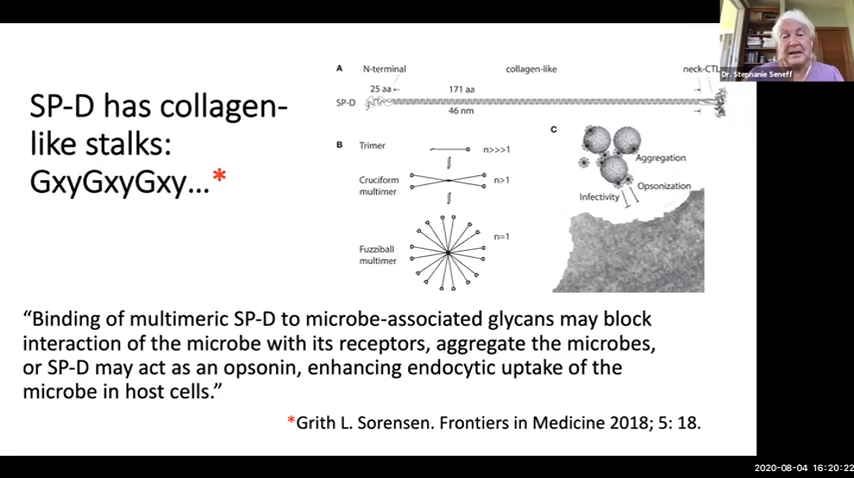 Dr. Stephanie Seneff
SP-D has collagen-
like stalks:
GxyGxyGxy...*
A N-terminal collagen-like neck-CTL
25 aa 171 aa
SP-D
46 nm
B Trimer n>>>1
Cruciform n>1
multimer
Fuzziball n=1
multimer
C
Aggregation
Opsonization
Infectivity
“Binding of multimeric SP-D to microbe-associated glycans may block
interaction of the microbe with its receptors, aggregate the microbes,
or SP-D may act as an opsonin, enhancing endocytic uptake of the
microbe in host cells.”
*Grith L. Sorensen. Frontiers in Medicine 2018; 5: 18.
2020-08-04 16:20:22